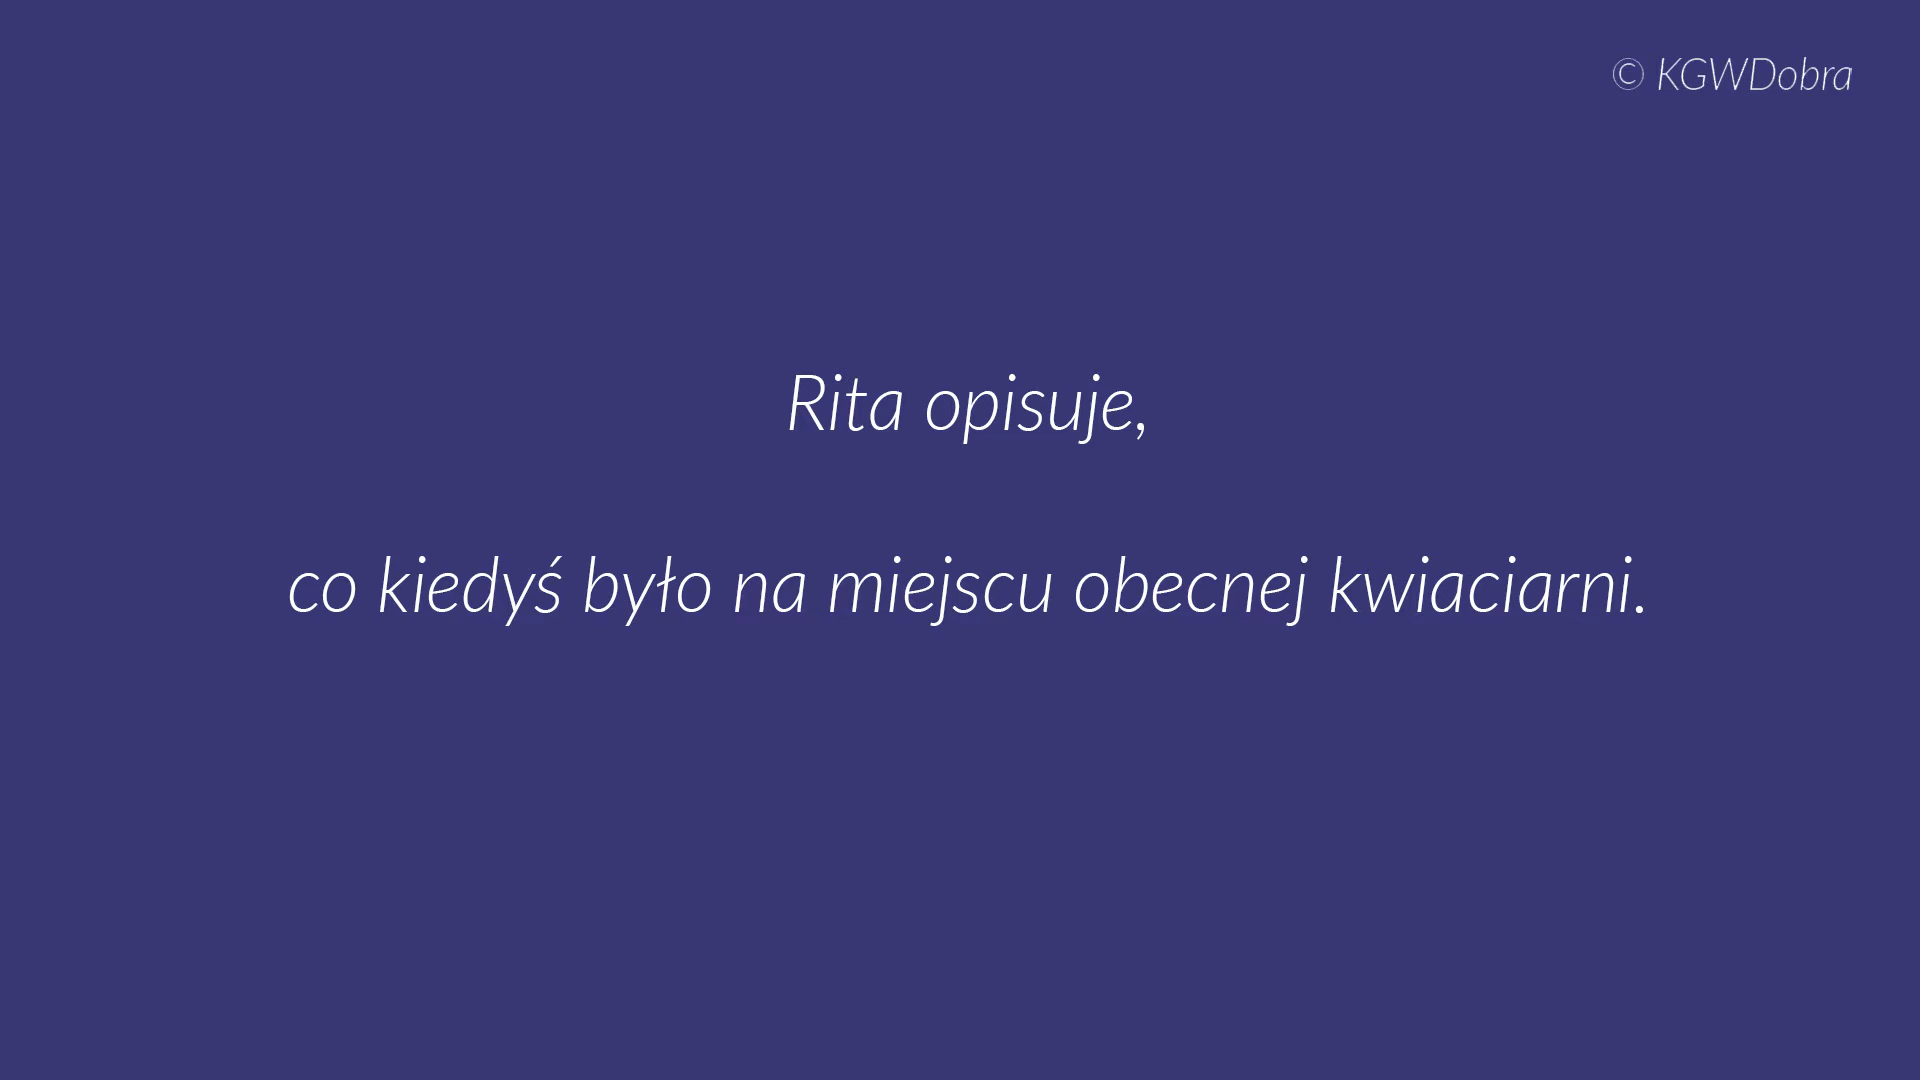 © KGWDobra
Rita opisuje,
co kiedyś było na miejscu obecnej kwiaciarni.